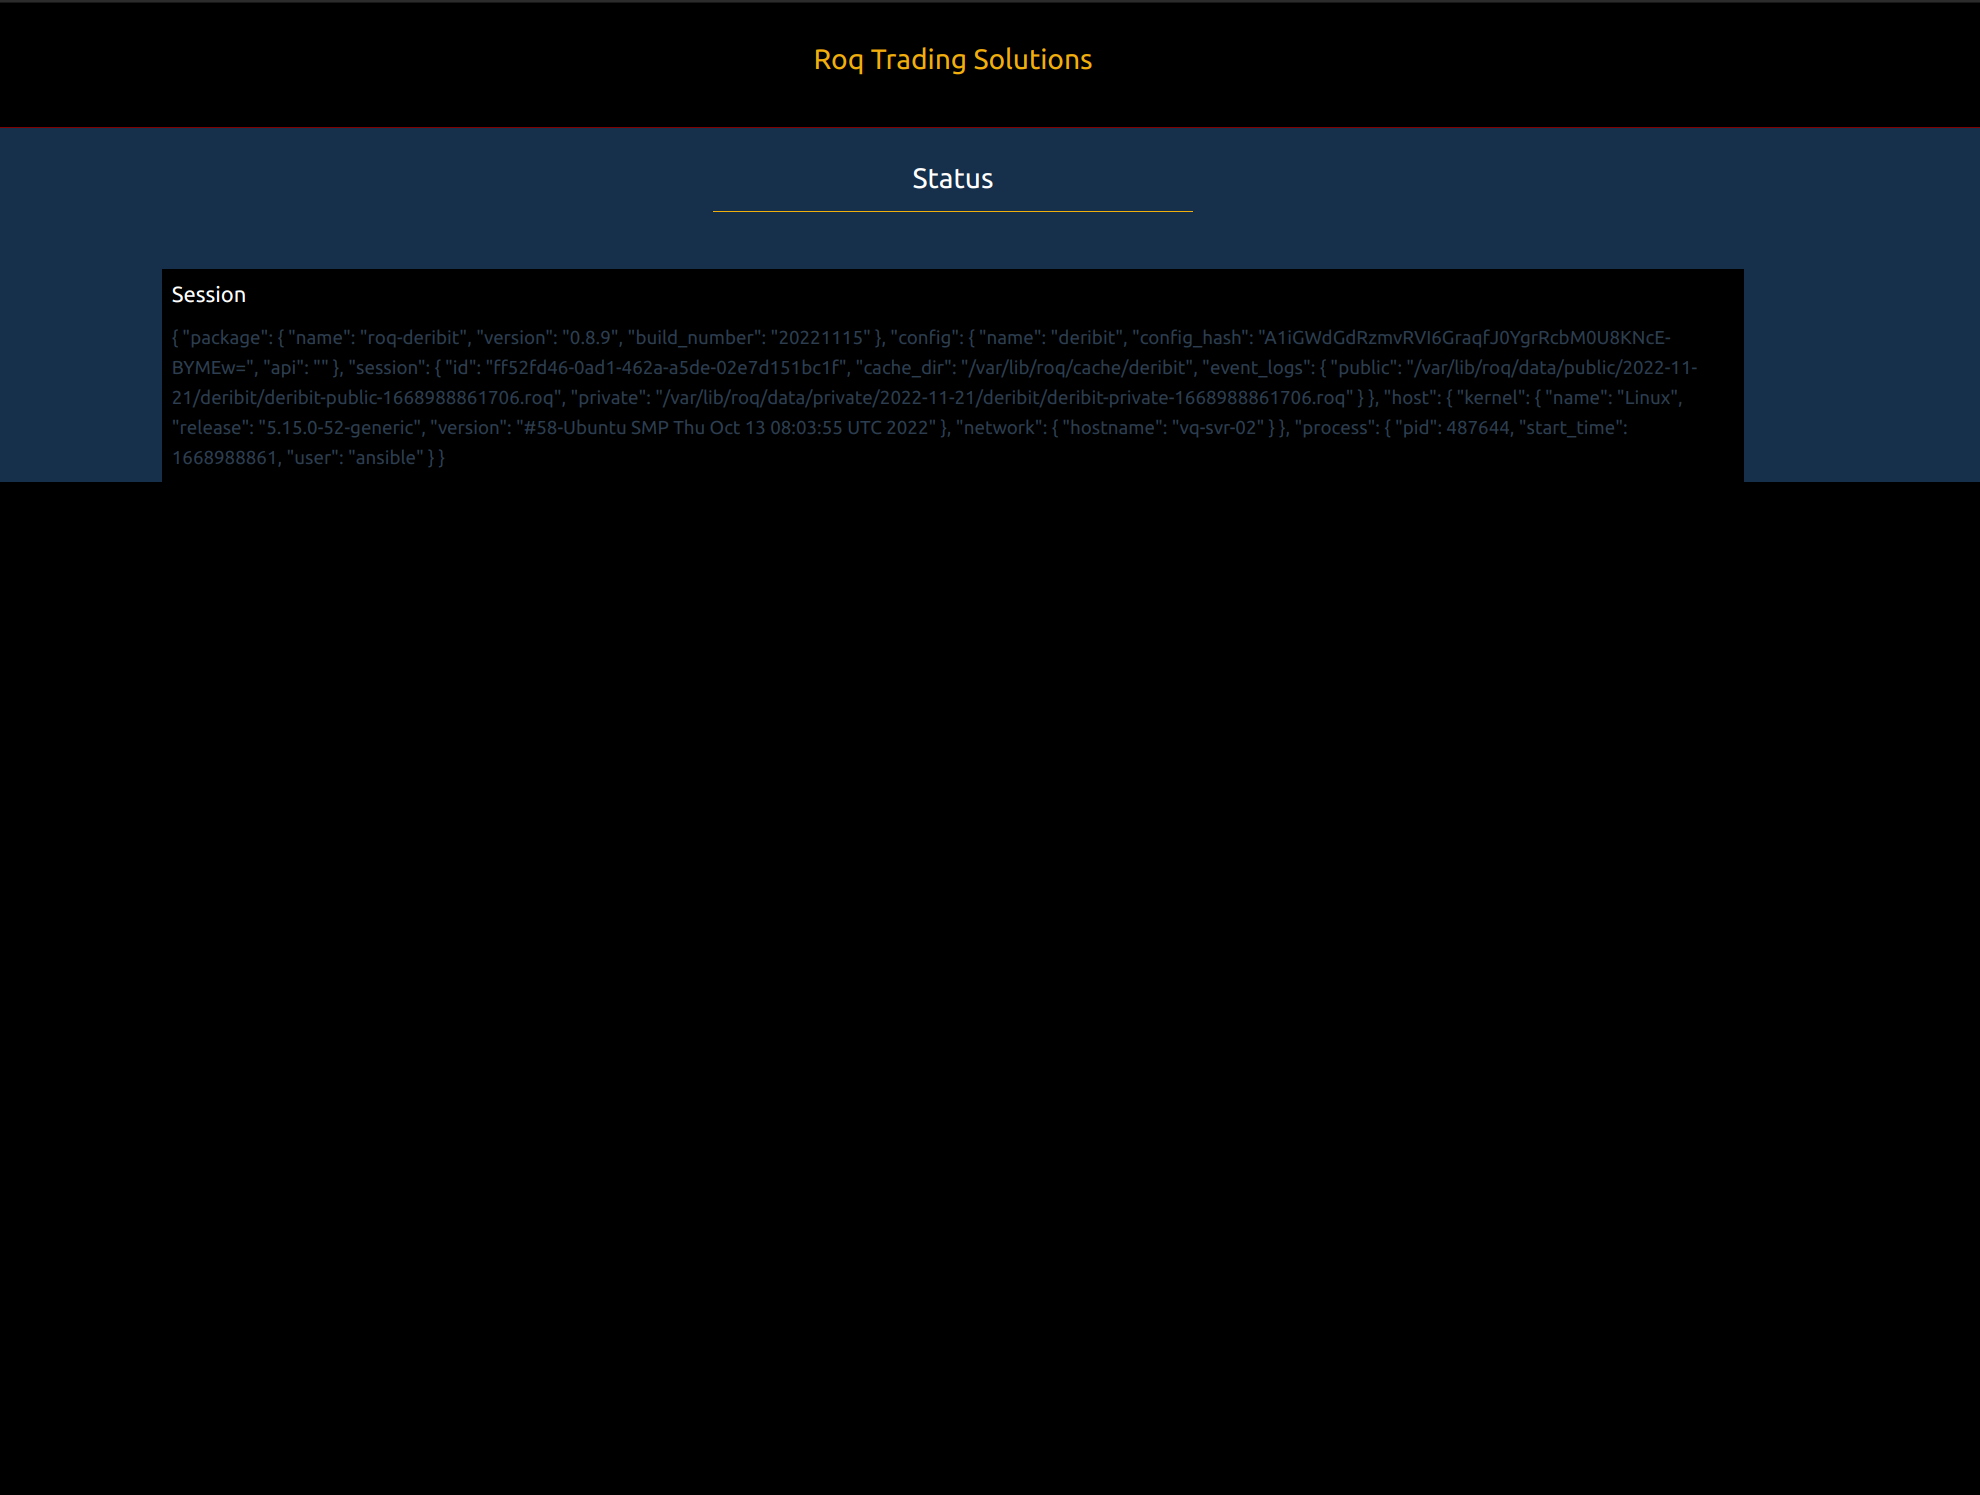 Roq Trading Solutions
Status
Session
{ "package": { "name": "roq-deribit", "version": "0.8.9", "build_number": "20221115" }, "config": { "name": "deribit", "config_hash": "A1iGWdGdRzmvRVI6GraqfJ0YgrRcbM0U8KNcE-
BYMEw=", "api": "" }, "session": { "id": "ff52fd46-0ad1-462a-a5de-02e7d151bc1f", "cache_dir": "/var/lib/roq/cache/deribit", "event_logs": { "public": "/var/lib/roq/data/public/2022-11-
21/deribit/deribit-public-1668988861706.roq", "private": "/var/lib/roq/data/private/2022-11-21/deribit/deribit-private-1668988861706.roq" } }, "host": { "kernel": { "name": "Linux",
"release": "5.15.0-52-generic", "version": "#58-Ubuntu SMP Thu Oct 13 08:03:55 UTC 2022" }, "network": { "hostname": "vq-svr-02" } }, "process": { "pid": 487644, "start_time":
1668988861, "user": "ansible" } }